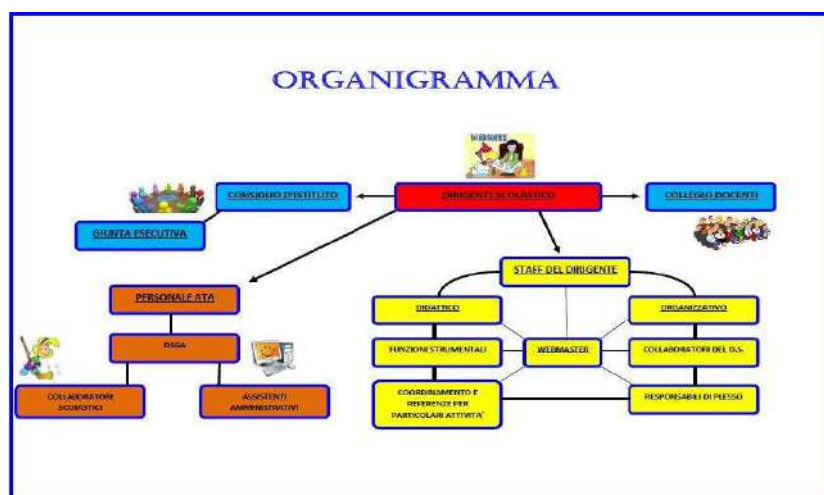 ORGANIGRAMMA
DIRIGENTE SCOLASTICO
CONSIGLIO D'ISTITUTO
COLLEGIO DOCENTI
GIUNTA ESECUTIVA
STAFF DEL DIRIGENTE
PERSONALE ATA
DIDATTICO
ORGANIZZATIVO
DSGA
FUNZIONI STRUMENTALI
WEBMASTER
COLLABORATORI DEL D.S.
COLLABORATORI
SCOLASTICI
ASSISTENTI
AMMINISTRATIVI
COORDINAMENTO E
REFERENZE PER
PARTICOLARI ATTIVITA'
RESPONSABILI DI PLESSO